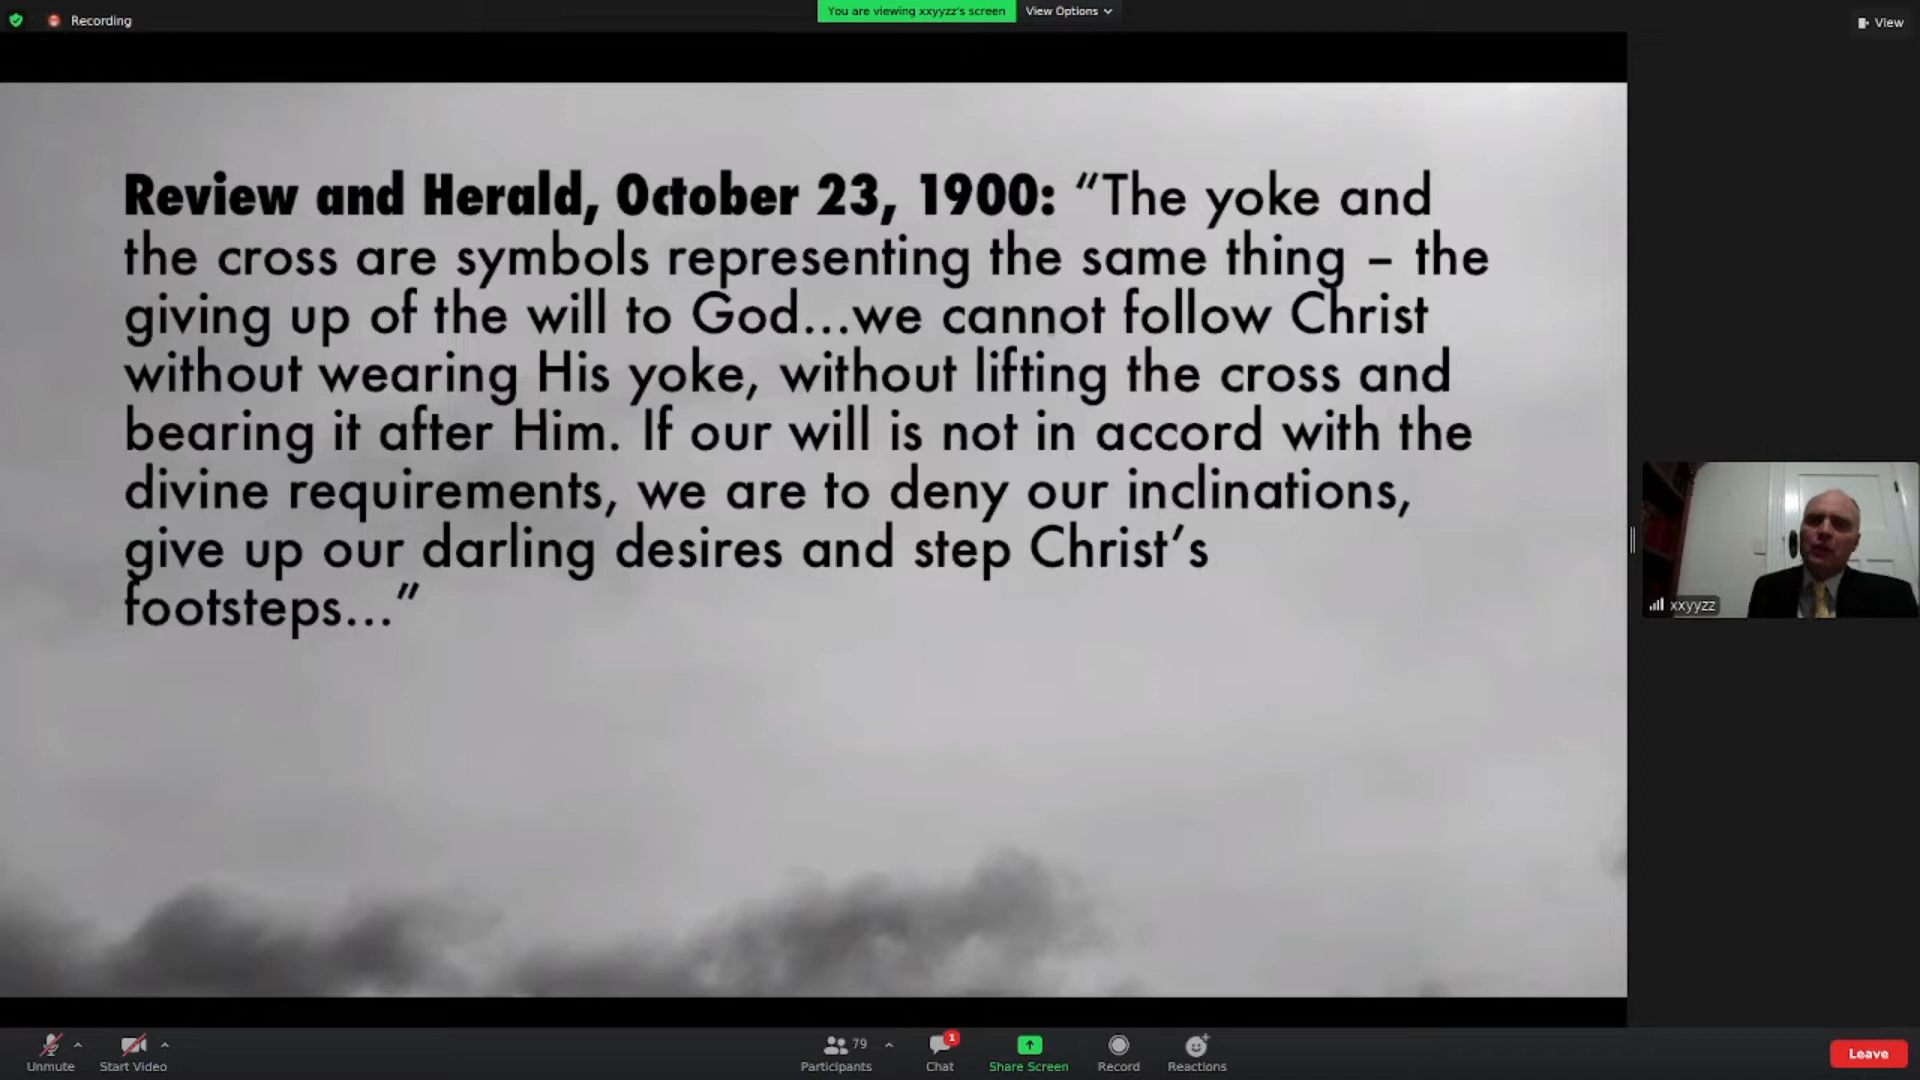 Recording
You are viewing xxyyzz's screen
View Options
View
Review and Herald, October 23, 1900: “The yoke and
the cross are symbols representing the same thing – the
giving up of the will to God...we cannot follow Christ
without wearing His yoke, without lifting the cross and
bearing it after Him. If our will is not in accord with the
divine requirements, we are to deny our inclinations,
give up our darling desires and step Christ’s
footsteps...”
xxyyzz
Unmute
Start Video
79
Participants
1
Chat
Share Screen
Record
Reactions
Leave